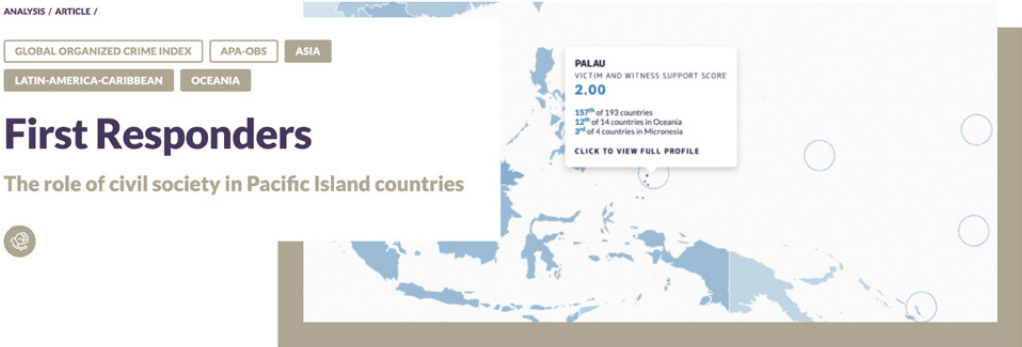 ANALYSIS / ARTICLE /
GLOBAL ORGANIZED CRIME INDEX
APA-OBS
ASIA
LATIN-AMERICA-CARIBBEAN
OCEANIA
First Responders
The role of civil society in Pacific Island countries
PALAU
VICTIM AND WITNESS SUPPORT SCORE
2.00
157th of 193 countries
12th of 14 countries in Oceania
3rd of 4 countries in Micronesia
CLICK TO VIEW FULL PROFILE